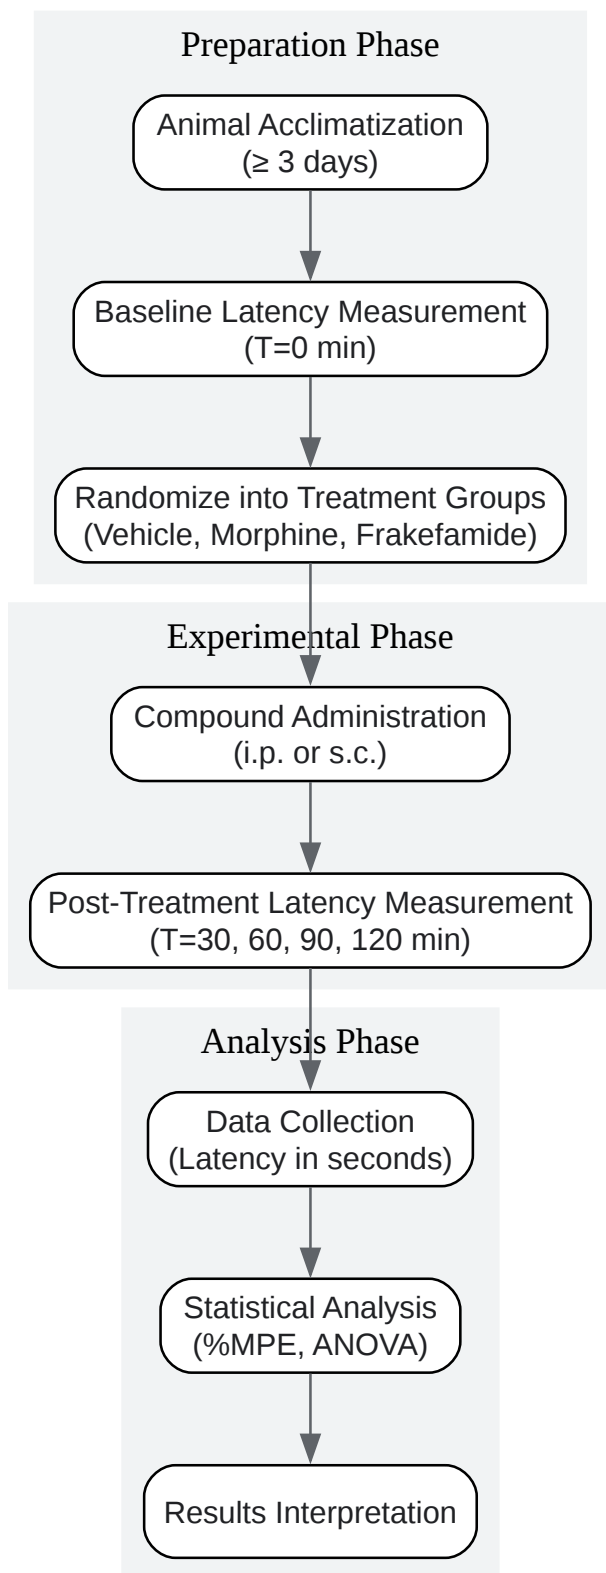 Preparation Phase
Animal Acclimatization
(≥ 3 days)
Baseline Latency Measurement
(T=0 min)
Randomize into Treatment Groups
(Vehicle, Morphine, Frakefamide)
Experimental Phase
Compound Administration
(i.p. or s.c.)
Post-Treatment Latency Measurement
(T=30, 60, 90, 120 min)
Analysis Phase
Data Collection
(Latency in seconds)
Statistical Analysis
(%MPE, ANOVA)
Results Interpretation